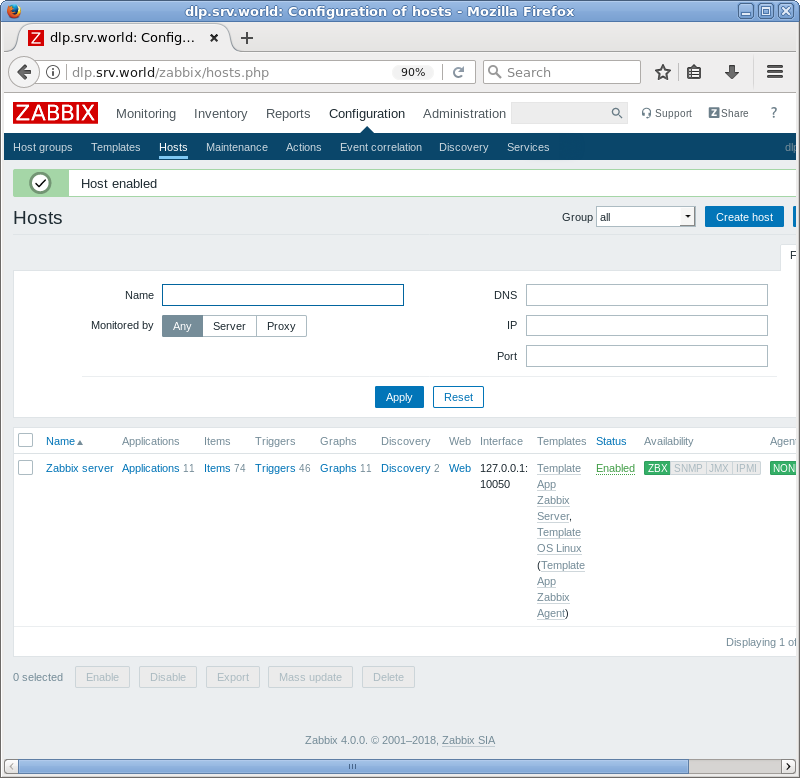 dlp.srv.world: Configuration of hosts - Mozilla Firefox
Z dlp.srv.world: Config... × +
dlp.srv.world/zabbix/hosts.php 90% Search
ZABBIX Monitoring Inventory Reports Configuration Administration Support Z Share ?
Host groups Templates Hosts Maintenance Actions Event correlation Discovery Services dlp
Host enabled
Hosts Group all Create host
F
Name DNS
Monitored by Any Server Proxy IP
Port
Apply Reset
Name▲ Applications Items Triggers Graphs Discovery Web Interface Templates Status Availability Agent
Zabbix server Applications 11 Items 74 Triggers 46 Graphs 11 Discovery 2 Web 127.0.0.1: Template Enabled ZBX SNMP JMX IPMI NON
10050 App
Zabbix
Server,
Template
OS Linux
(Template
App
Zabbix
Agent)
Displaying 1 of
0 selected Enable Disable Export Mass update Delete
Zabbix 4.0.0. © 2001–2018, Zabbix SIA